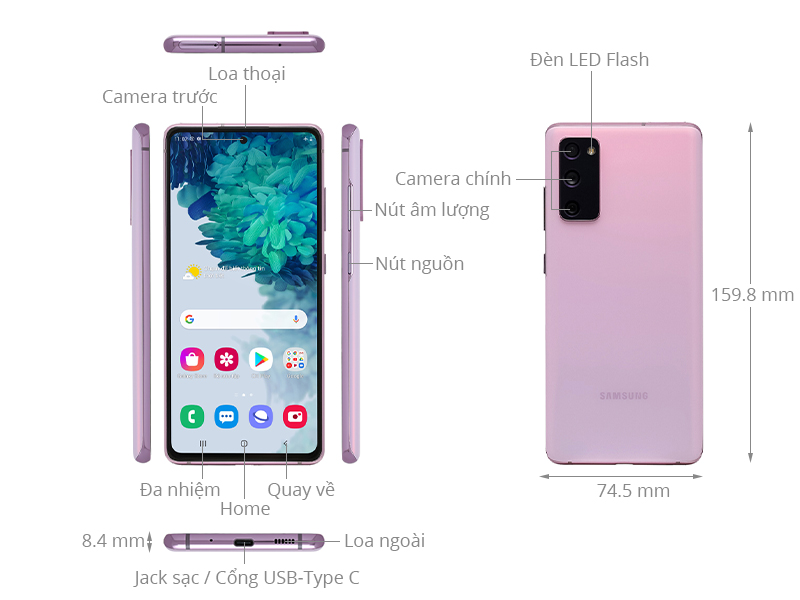 Loa thoại
Camera trước
Đèn LED Flash
Camera chính
Nút âm lượng
Nút nguồn
159.8 mm
SAMSUNG
74.5 mm
Đa nhiệm
Quay về
Home
8.4 mm
Loa ngoài
Jack sạc / Cổng USB-Type C